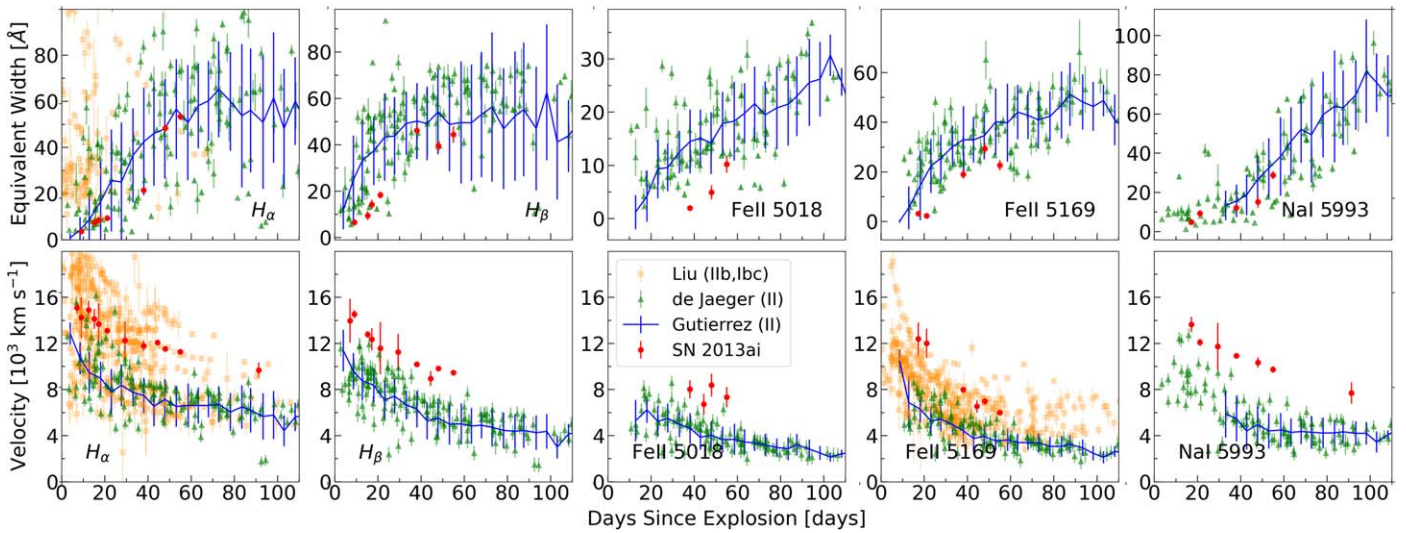 Equivalent Width [Å]
100
80
60
40
20
0
H_α
80
60
40
20
0
H_β
30
20
10
0
FeII 5018
60
40
20
0
FeII 5169
100
80
60
40
20
0
NaI 5993
Velocity [10³ km s⁻¹]
16
12
8
4
0
H_α
16
12
8
4
0
H_β
16
12
8
4
0
Liu (IIb,Ibc)
de Jaeger (II)
Gutierrez (II)
SN 2013ai
FeII 5018
16
12
8
4
0
FeII 5169
16
12
8
4
0
NaI 5993
0 20 40 60 80 100
0 20 40 60 80 100
0 20 40 60 80 100
0 20 40 60 80 100
0 20 40 60 80 100
Days Since Explosion [days]